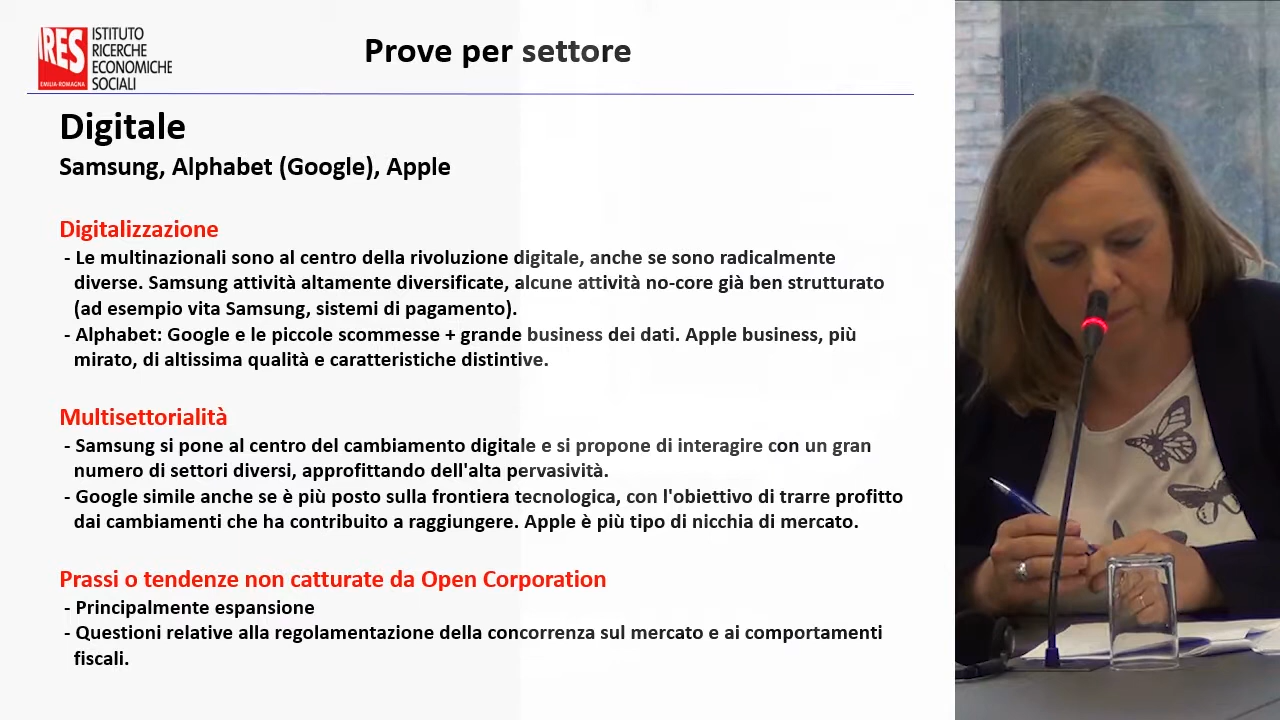 IRES
EMILIA-ROMAGNA
ISTITUTO
RICERCHE
ECONOMICHE
SOCIALI
Prove per settore
Digitale
Samsung, Alphabet (Google), Apple
Digitalizzazione
- Le multinazionali sono al centro della rivoluzione digitale, anche se sono radicalmente
diverse. Samsung attività altamente diversificate, alcune attività no-core già ben strutturato
(ad esempio vita Samsung, sistemi di pagamento).
- Alphabet: Google e le piccole scommesse + grande business dei dati. Apple business, più
mirato, di altissima qualità e caratteristiche distintive.
Multisettorialità
- Samsung si pone al centro del cambiamento digitale e si propone di interagire con un gran
numero di settori diversi, approfittando dell'alta pervasività.
- Google simile anche se è più posto sulla frontiera tecnologica, con l'obiettivo di trarre profitto
dai cambiamenti che ha contribuito a raggiungere. Apple è più tipo di nicchia di mercato.
Prassi o tendenze non catturate da Open Corporation
- Principalmente espansione
- Questioni relative alla regolamentazione della concorrenza sul mercato e ai comportamenti
fiscali.